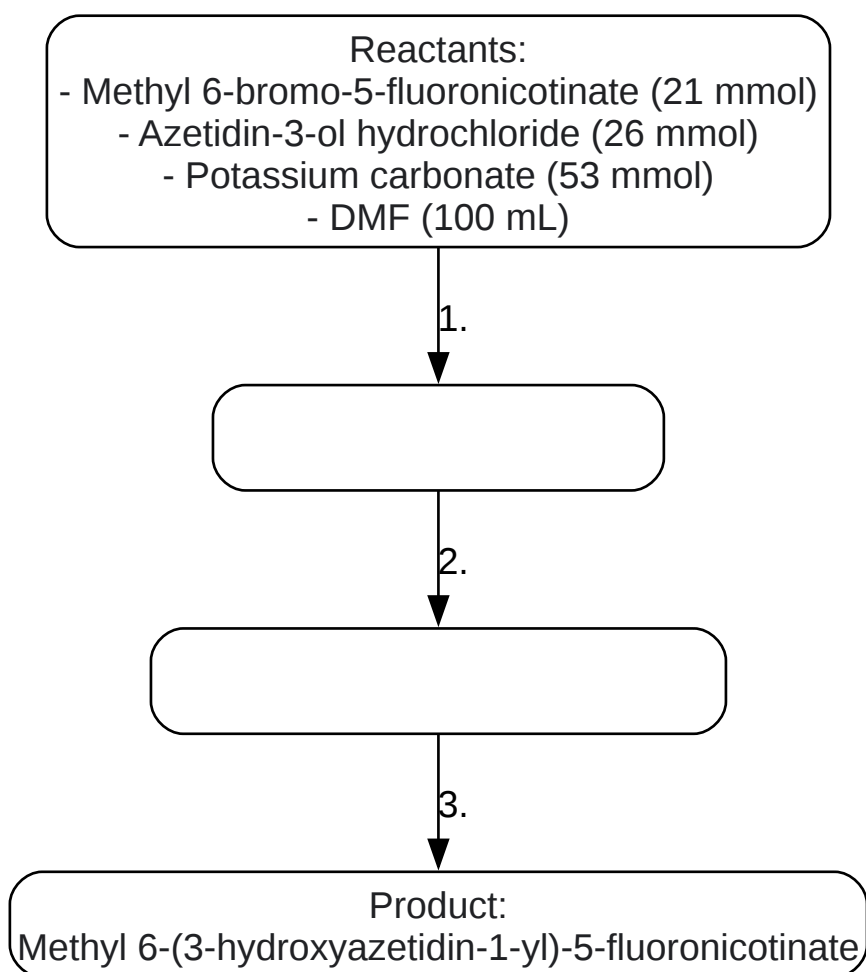 Reactants:
- Methyl 6-bromo-5-fluoronicotinate (21 mmol)
- Azetidin-3-ol hydrochloride (26 mmol)
- Potassium carbonate (53 mmol)
- DMF (100 mL)
1.
2.
3.
Product:
Methyl 6-(3-hydroxyazetidin-1-yl)-5-fluoronicotinate